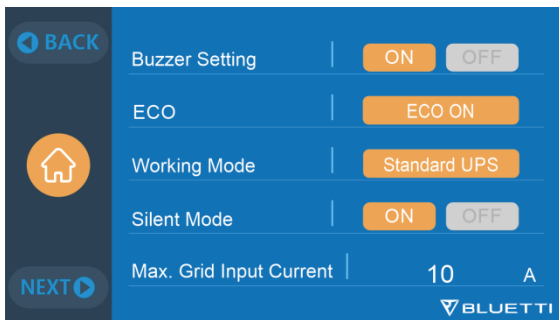 BACK
Buzzer Setting ON OFF
ECO ECO ON
Working Mode Standard UPS
Silent Mode ON OFF
Max. Grid Input Current 10 A
NEXT
BLUETTI